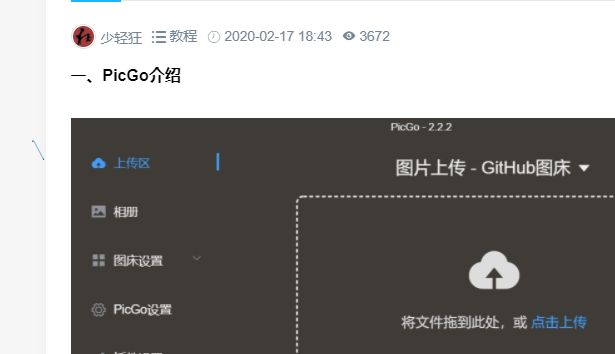 少轻狂 教程 2020-02-17 18:43 3672
一、PicGo介绍
PicGo - 2.2.2
上传区
图片上传 - GitHub图床
相册
图床设置
PicGo设置
将文件拖到此处，或 点击上传